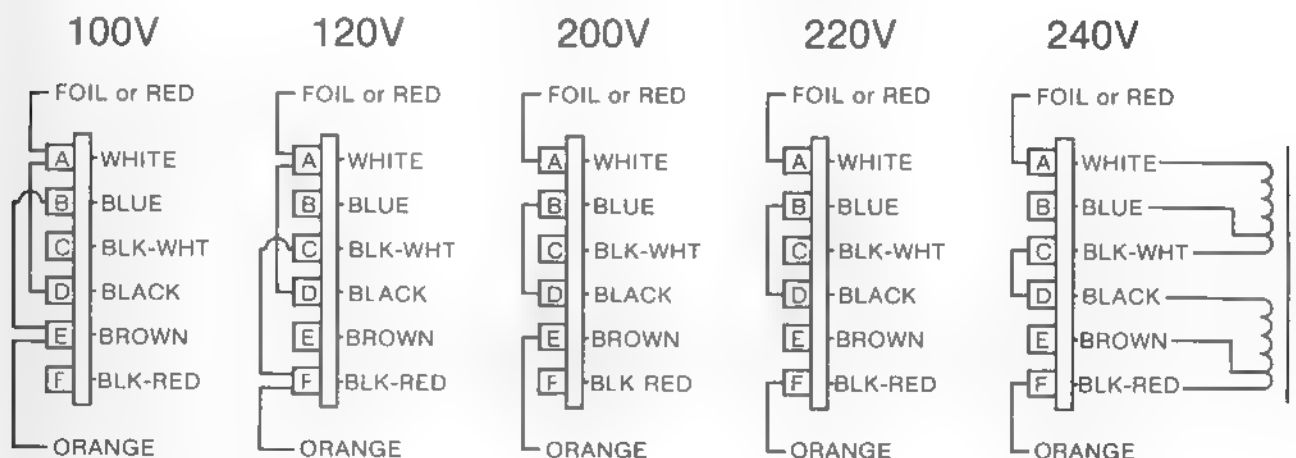 100V 120V 200V 220V 240V
FOIL or RED FOIL or RED FOIL or RED FOIL or RED FOIL or RED
A WHITE A WHITE A WHITE A WHITE A WHITE
B BLUE B BLUE B BLUE B BLUE B BLUE
C BLK-WHT C BLK-WHT C BLK-WHT C BLK-WHT C BLK-WHT
D BLACK D BLACK D BLACK D BLACK D BLACK
E BROWN E BROWN E BROWN E BROWN E BROWN
F BLK-RED F BLK-RED F BLK RED F BLK-RED F BLK-RED
ORANGE ORANGE ORANGE ORANGE ORANGE